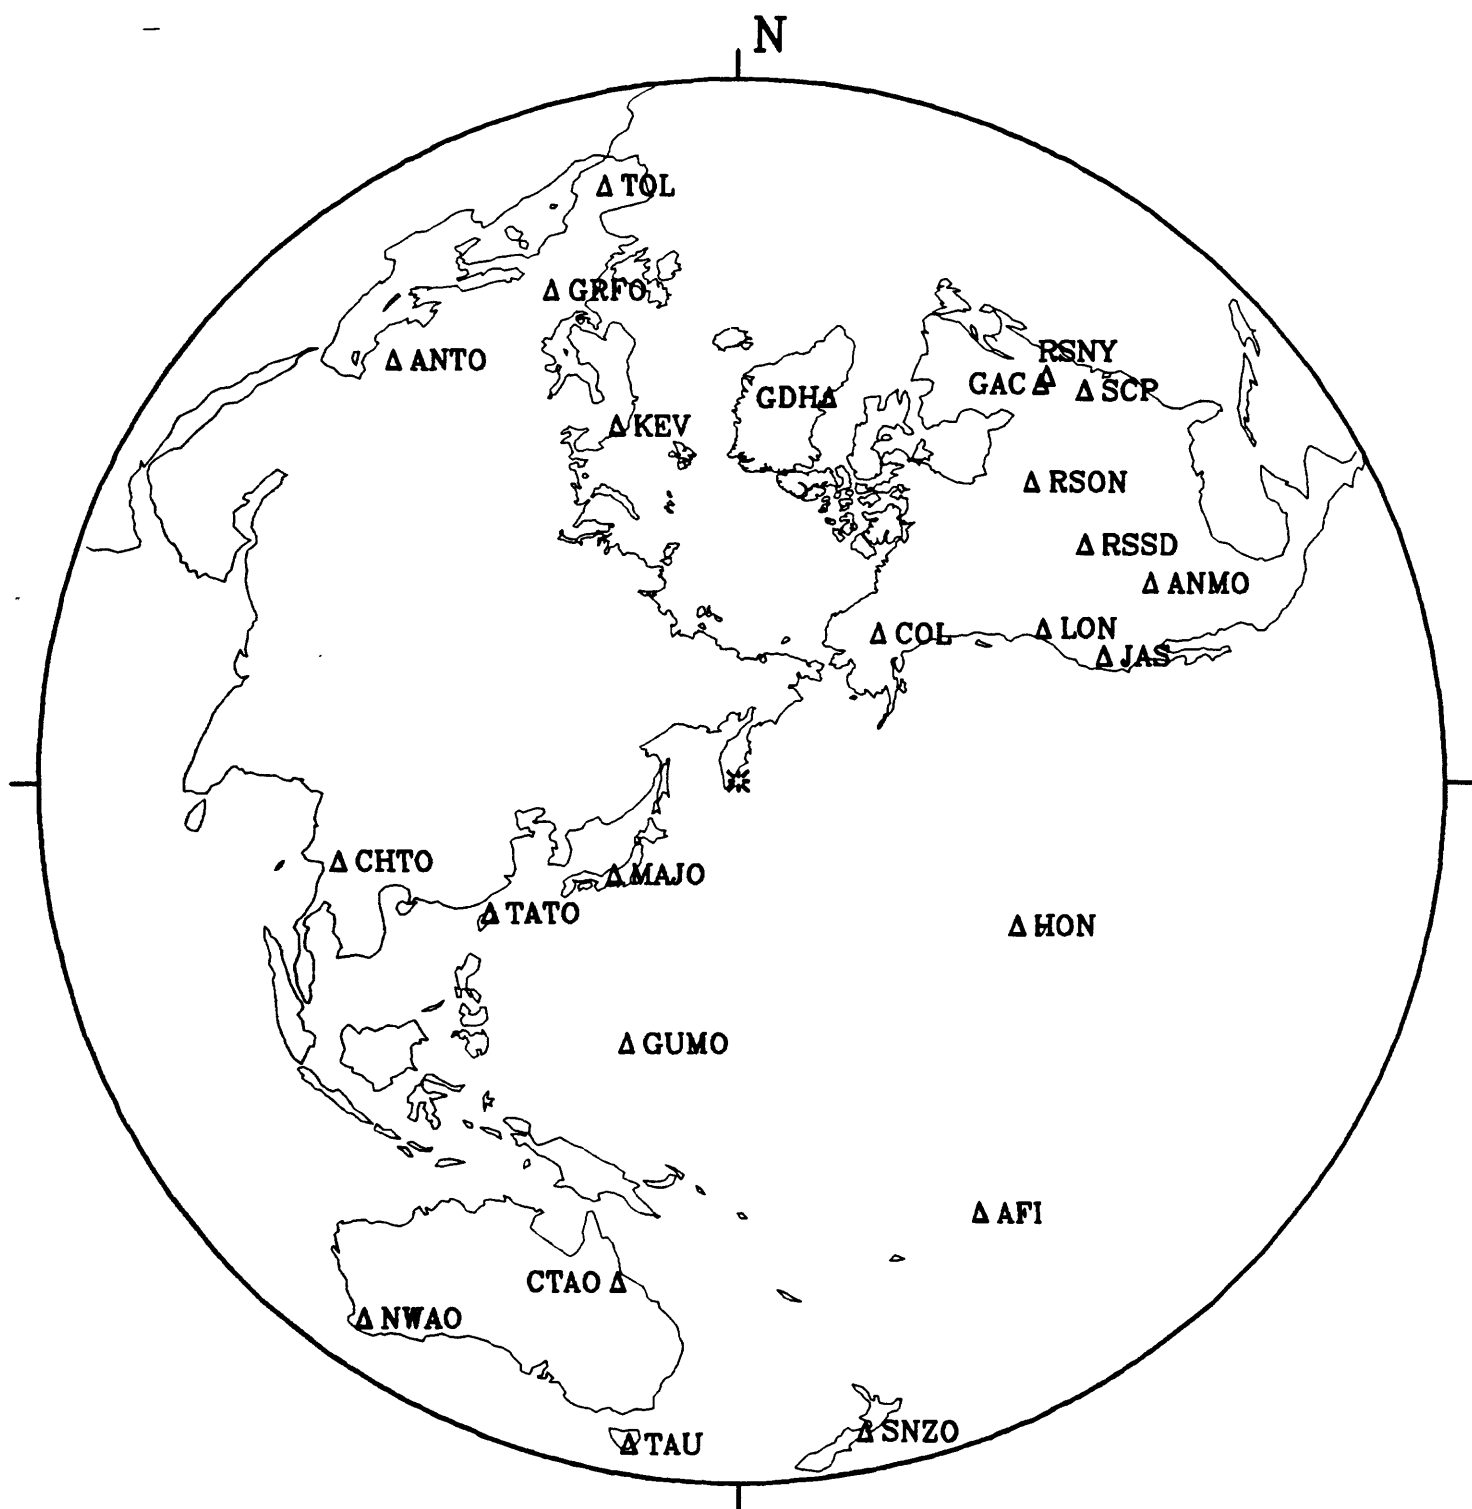 N
TOL
GRFO
ANTO
RSNY
GAC
SCP
GDH
KEV
RSON
RSSD
ANMO
COL
LON
JAS
CHTO
MAJO
TATO
HON
GUMO
AFI
CTAO
NWAO
SNZO
TAU